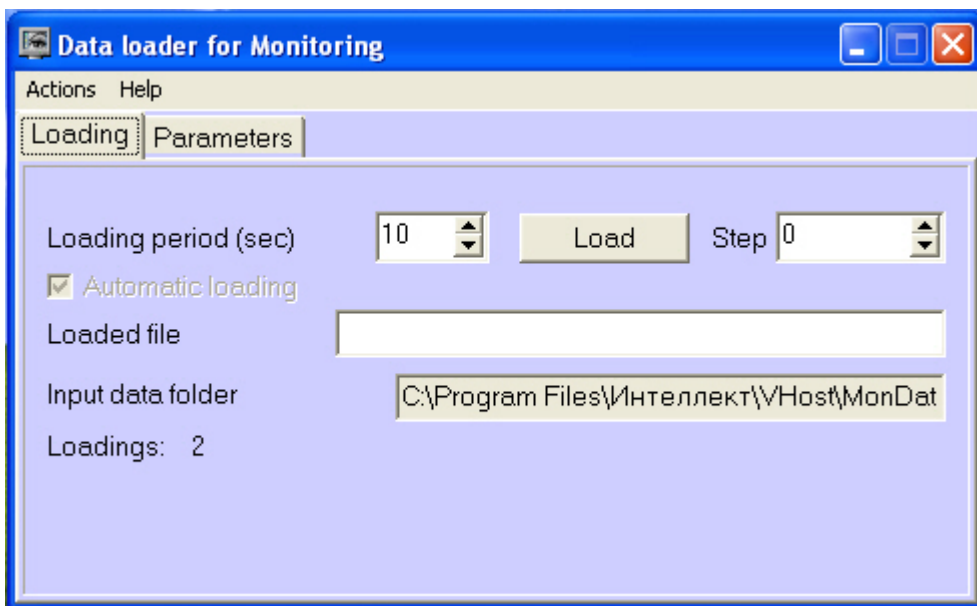 Data loader for Monitoring
Actions Help
Loading Parameters
Loading period (sec) 10 Load Step 0
Automatic loading
Loaded file
Input data folder C:\Program Files\Интеллект\VHost\MonDat
Loadings: 2